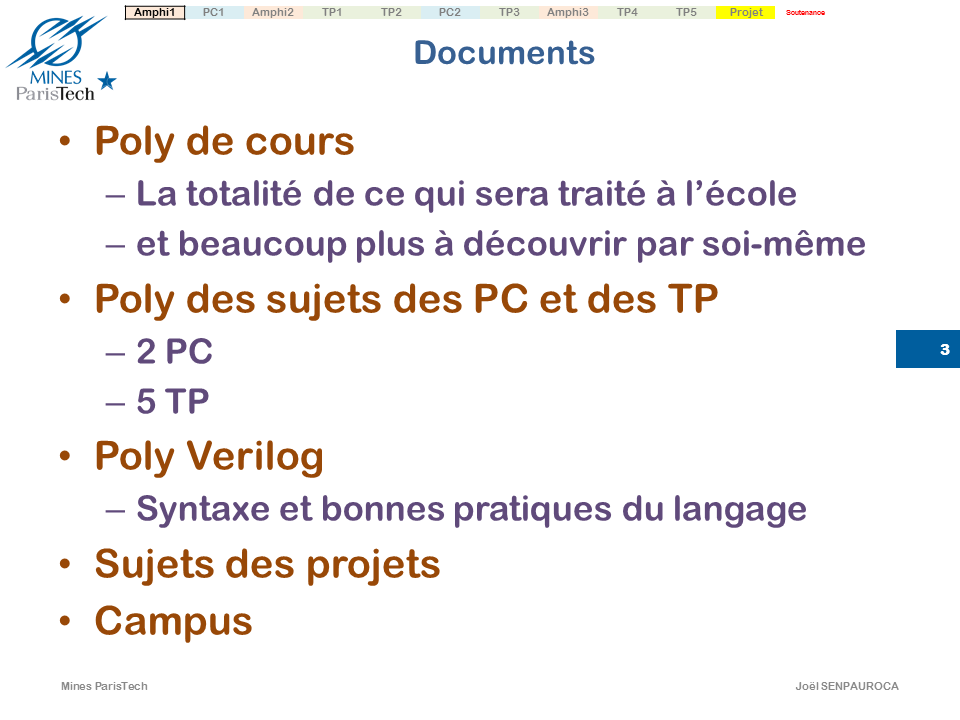 Amphi1 PC1 Amphi2 TP1 TP2 PC2 TP3 Amphi3 TP4 TP5 Projet Soutenance
MINES
ParisTech
Documents
• Poly de cours
– La totalité de ce qui sera traité à l’école
– et beaucoup plus à découvrir par soi-même
• Poly des sujets des PC et des TP
– 2 PC
3
– 5 TP
• Poly Verilog
– Syntaxe et bonnes pratiques du langage
• Sujets des projets
• Campus
Mines ParisTech
Joël SENPAUROCA